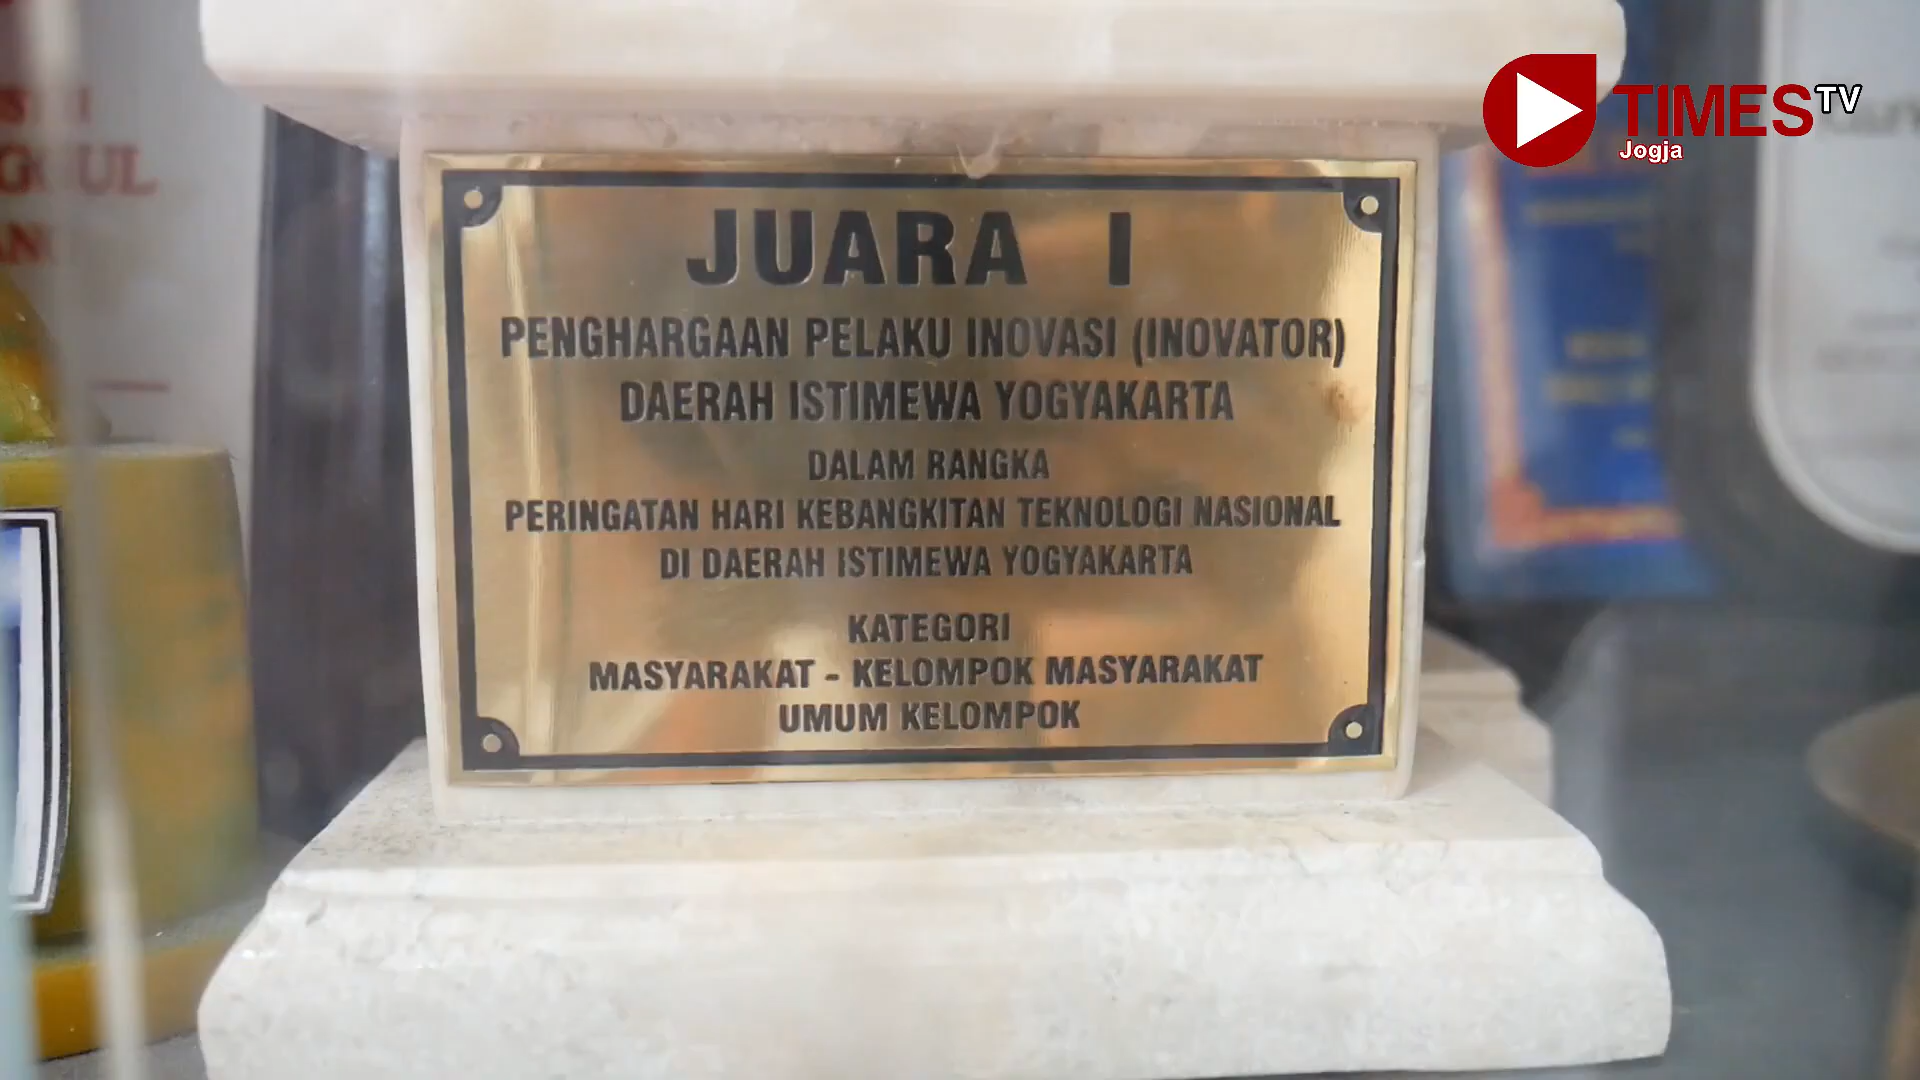 TIMES TV
Jogja
JUARA I
PENGHARGAAN PELAKU INOVASI (INOVATOR)
DAERAH ISTIMEWA YOGYAKARTA
DALAM RANGKA
PERINGATAN HARI KEBANGKITAN TEKNOLOGI NASIONAL
DI DAERAH ISTIMEWA YOGYAKARTA
KATEGORI
MASYARAKAT - KELOMPOK MASYARAKAT
UMUM KELOMPOK